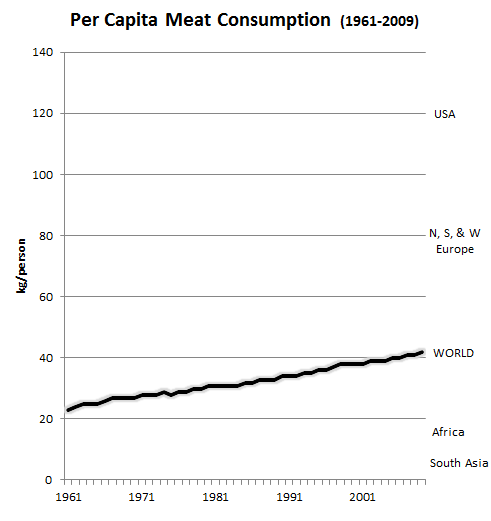 Per Capita Meat Consumption (1961-2009)
140
120
100
80
60
40
20
0
kg/person
1961
1971
1981
1991
2001
USA
N, S, & W
Europe
WORLD
Africa
South Asia